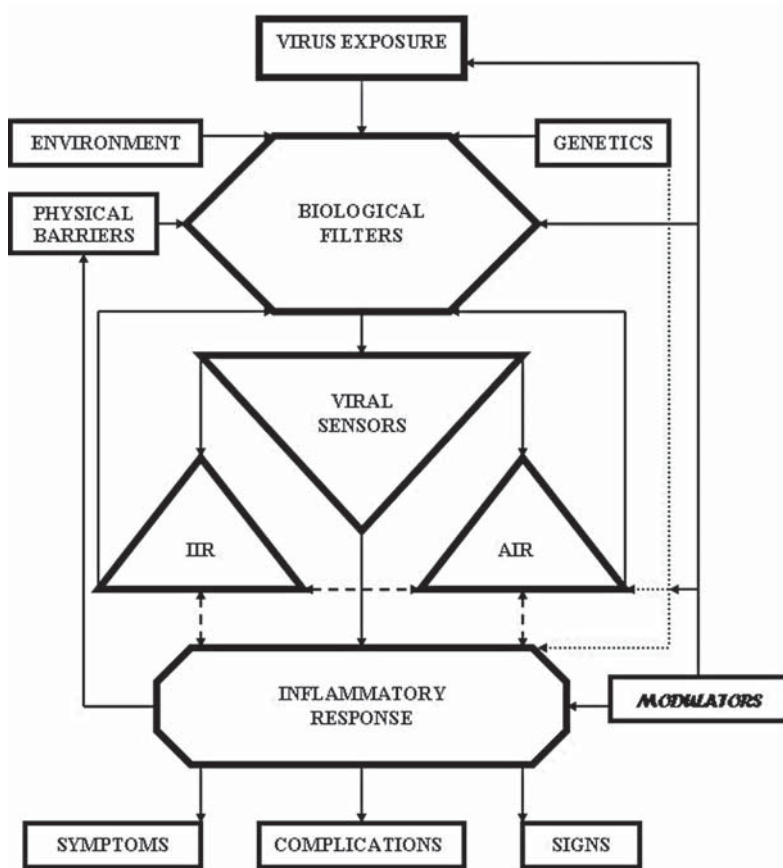 VIRUS EXPOSURE
ENVIRONMENT
GENETICS
PHYSICAL
BARRIERS
BIOLOGICAL
FILTERS
VIRAL
SENSORS
IIR
AIR
INFLAMMATORY
RESPONSE
MODULATORS
SYMPTOMS
COMPLICATIONS
SIGNS